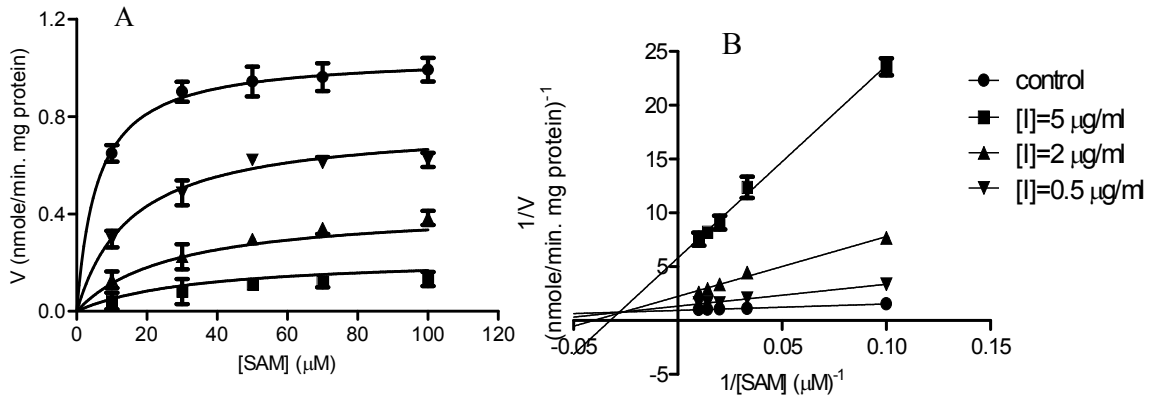 A
V (nmole/min. mg protein)
1.2
0.8
0.4
0.0
0 20 40 60 80 100 120
[SAM] (μM)
B
1/V
(nmole/min. mg protein)⁻¹
25
20
15
10
5
-5
-0.05 0.05 0.10 0.15
1/[SAM] (μM)⁻¹
control
[I]=5 μg/ml
[I]=2 μg/ml
[I]=0.5 μg/ml